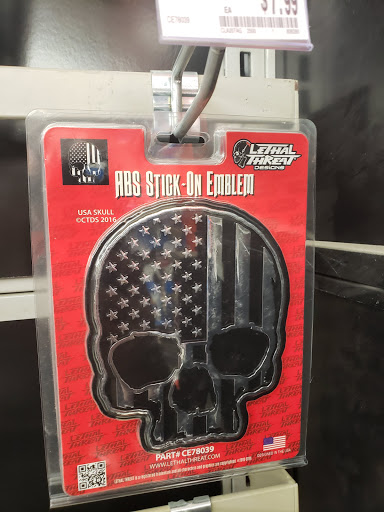 $7.99
EA
CE78039
LETHAL
THREAT
DESIGNS
ABS STICK-ON EMBLEM
USA SKULL
©CTDS 2016
PART# CE78039
WWW.LETHALTHREAT.COM
DESIGNED IN THE USA